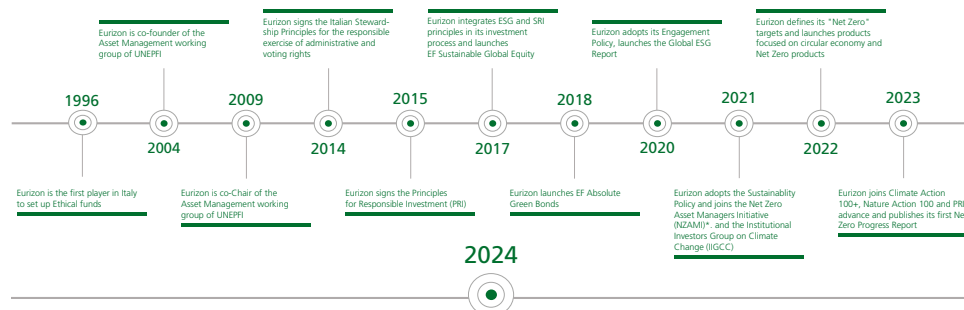 Eurizon is co-founder of the
Asset Management working
group of UNEPFI
Eurizon signs the Italian Steward-
ship Principles for the responsible
exercise of administrative and
voting rights
Eurizon integrates ESG and SRI
principles in its investment
process and launches
EF Sustainable Global Equity
Eurizon adopts its Engagement
Policy, launches the Global ESG
Report
Eurizon defines its "Net Zero"
targets and launches products
focused on circular economy and
Net Zero products
1996
2004
2009
2014
2015
2017
2018
2020
2021
2022
2023
Eurizon is the first player in Italy
to set up Ethical funds
Eurizon is co-Chair of the
Asset Management working
group of UNEPFI
Eurizon signs the Principles
for Responsible Investment (PRI)
Eurizon launches EF Absolute
Green Bonds
Eurizon adopts the Sustainablity
Policy and joins the Net Zero
Asset Managers Initiative
(NZAMI)*. and the Institutional
Investors Group on Climate
Change (IIGCC)
Eurizon joins Climate Action
100+, Nature Action 100 and PRI
advance and publishes its first Ne
Zero Progress Report
2024